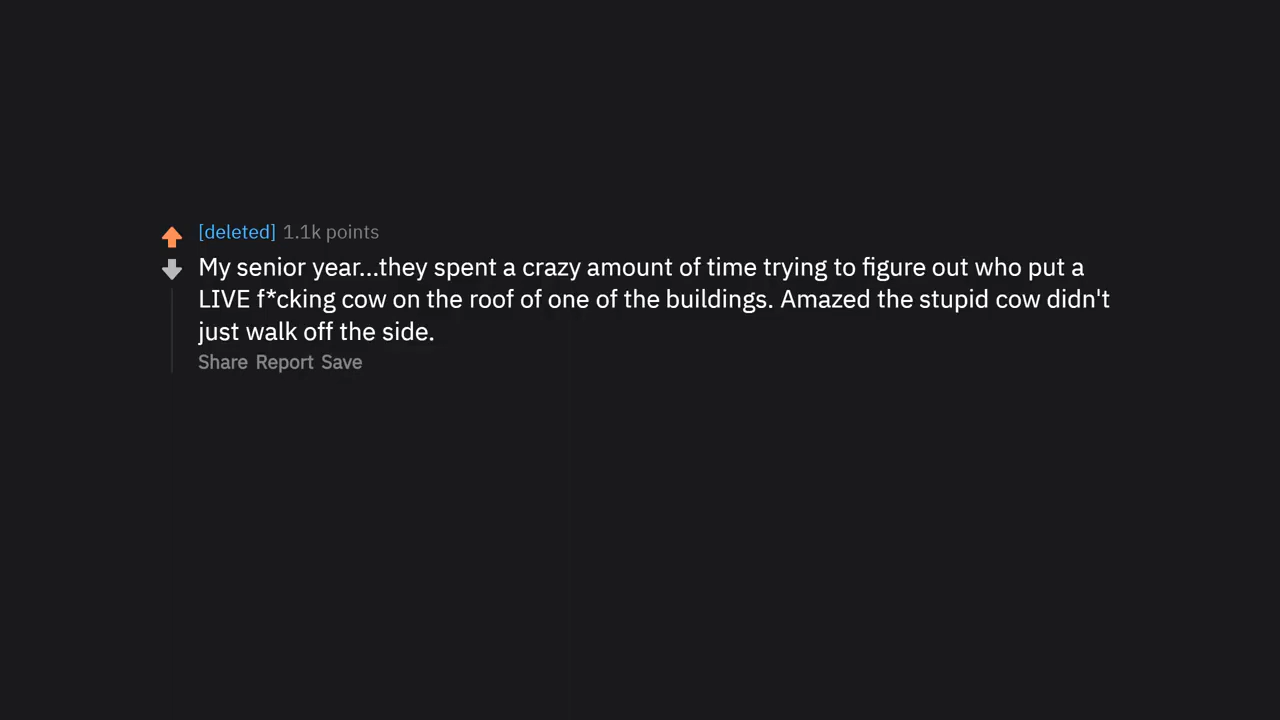 [deleted] 1.1k points
My senior year...they spent a crazy amount of time trying to figure out who put a
LIVE f*cking cow on the roof of one of the buildings. Amazed the stupid cow didn't
just walk off the side.
Share Report Save